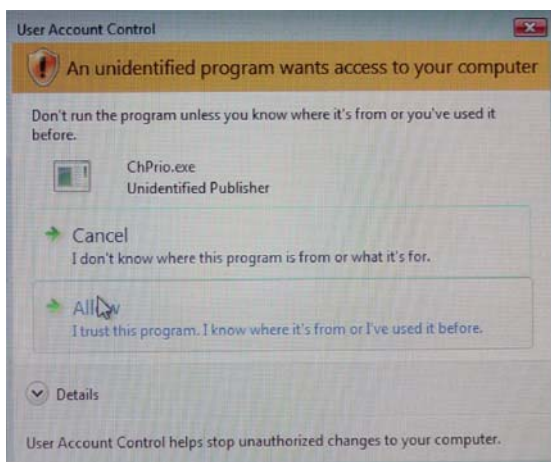 User Account Control
An unidentified program wants access to your computer
Don't run the program unless you know where it's from or you've used it
before.
ChPrio.exe
Unidentified Publisher
Cancel
I don't know where this program is from or what it's for.
Allow
I trust this program. I know where it's from or I've used it before.
Details
User Account Control helps stop unauthorized changes to your computer.